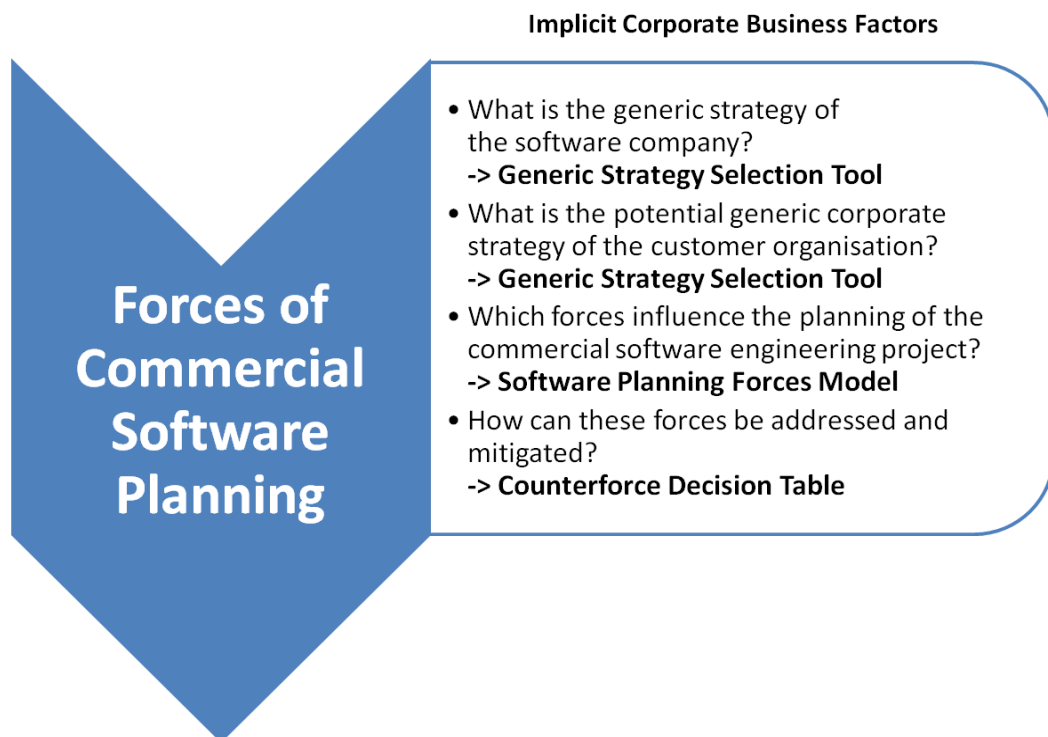 Implicit Corporate Business Factors
Forces of
Commercial
Software
Planning
• What is the generic strategy of
the software company?
-> Generic Strategy Selection Tool
• What is the potential generic corporate
strategy of the customer organisation?
-> Generic Strategy Selection Tool
• Which forces influence the planning of the
commercial software engineering project?
-> Software Planning Forces Model
• How can these forces be addressed and
mitigated?
-> Counterforce Decision Table